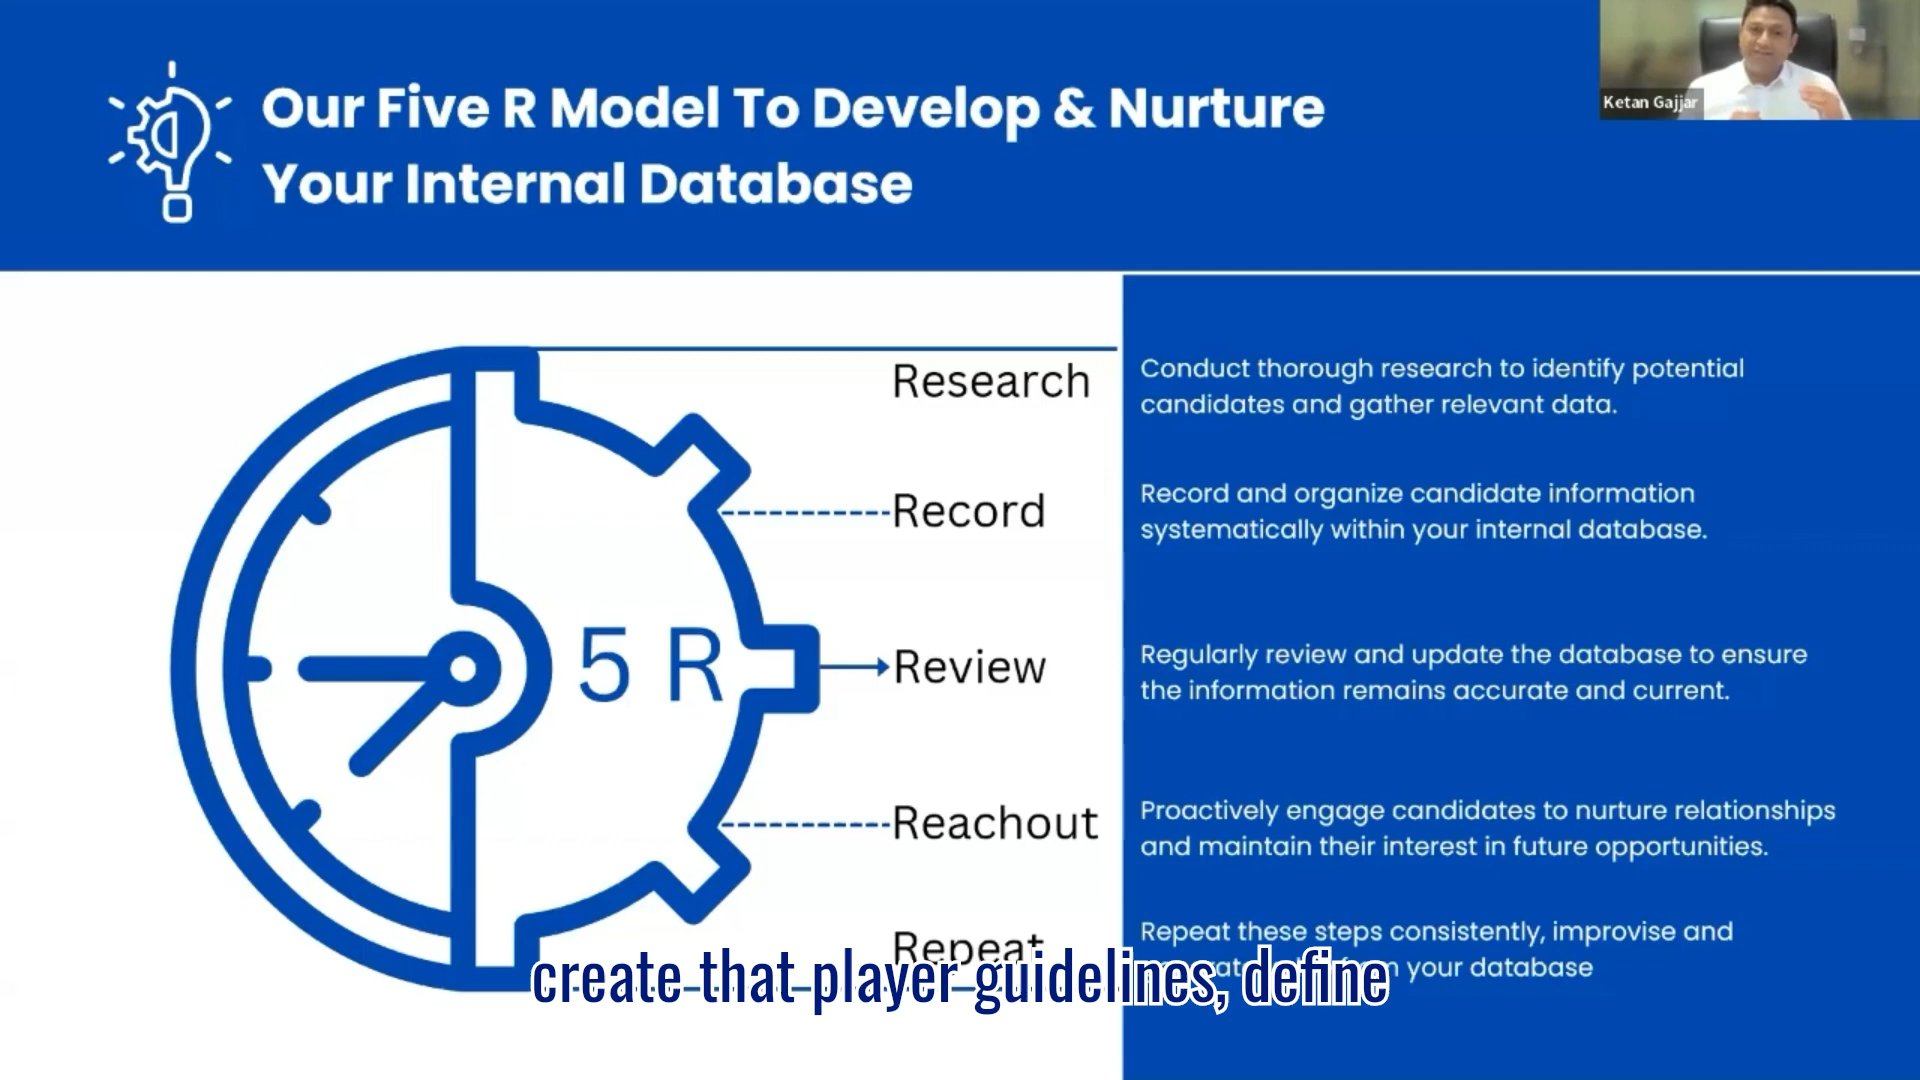 Our Five R Model To Develop & Nurture
Your Internal Database
Ketan Gajjar
Research
Conduct thorough research to identify potential
candidates and gather relevant data.
Record
Record and organize candidate information
systematically within your internal database.
5 R
Review
Regularly review and update the database to ensure
the information remains accurate and current.
Reachout
Proactively engage candidates to nurture relationships
and maintain their interest in future opportunities.
Repeat
Repeat these steps consistently, improvise and
your database
create that player guidelines, define